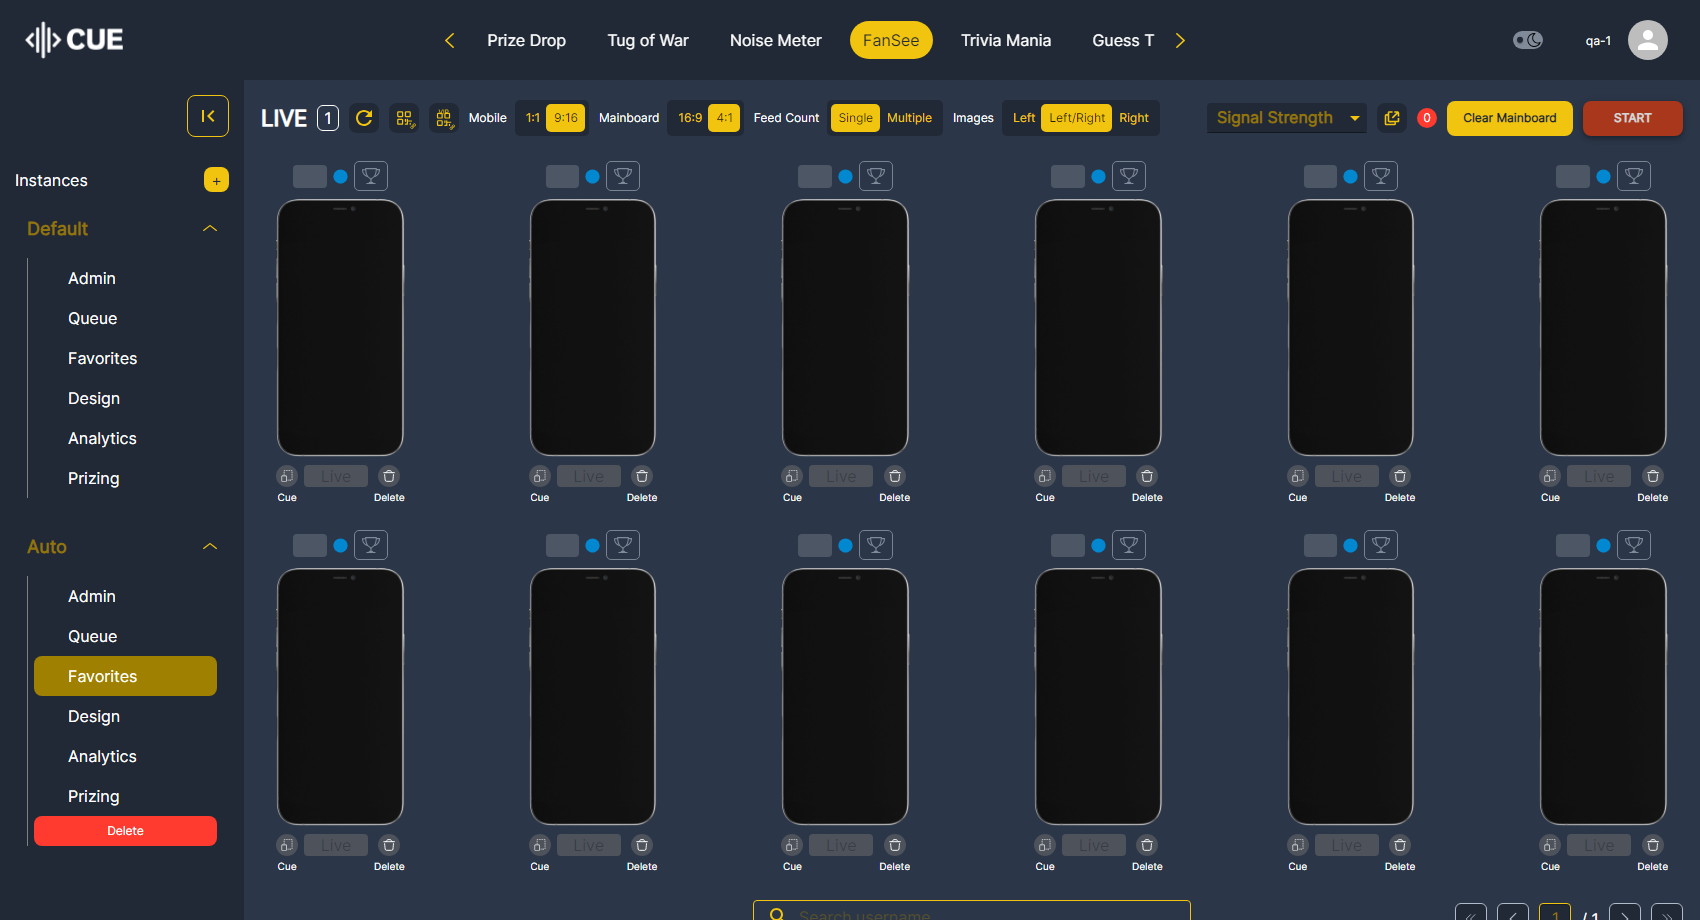 CUE
Prize Drop Tug of War Noise Meter FanSee Trivia Mania Guess T
qa-1
LIVE 1 Mobile 1:1 9:16 Mainboard 16:9 4:1 Feed Count Single Multiple Images Left Left/Right Right Signal Strength 0 Clear Mainboard START
Instances +
Default
Admin
Queue
Favorites
Design
Analytics
Prizing
Auto
Admin
Queue
Favorites
Design
Analytics
Prizing
Delete
Live Live Live Live Live Live
Cue Delete Cue Delete Cue Delete Cue Delete Cue Delete Cue Delete
Live Live Live Live Live Live
Cue Delete Cue Delete Cue Delete Cue Delete Cue Delete Cue Delete
Search username
1 / 1